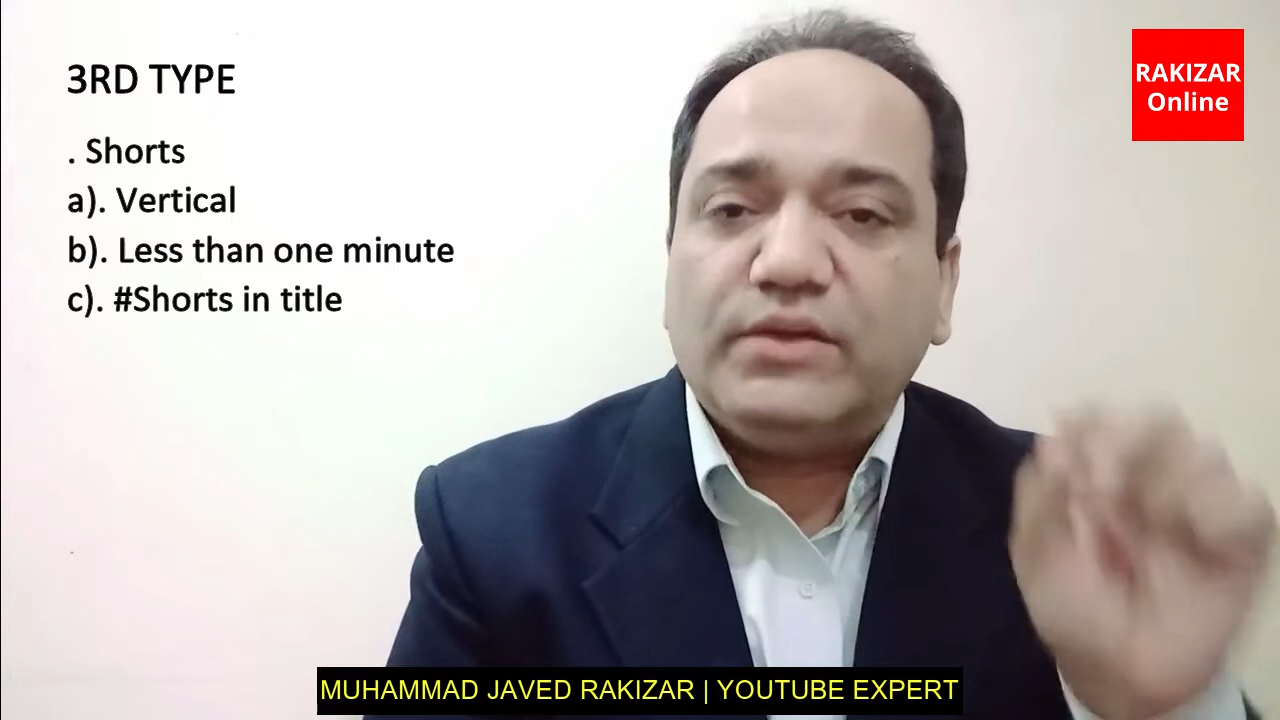 3RD TYPE
. Shorts
a). Vertical
b). Less than one minute
c). #Shorts in title
RAKIZAR
Online
MUHAMMAD JAVED RAKIZAR | YOUTUBE EXPERT